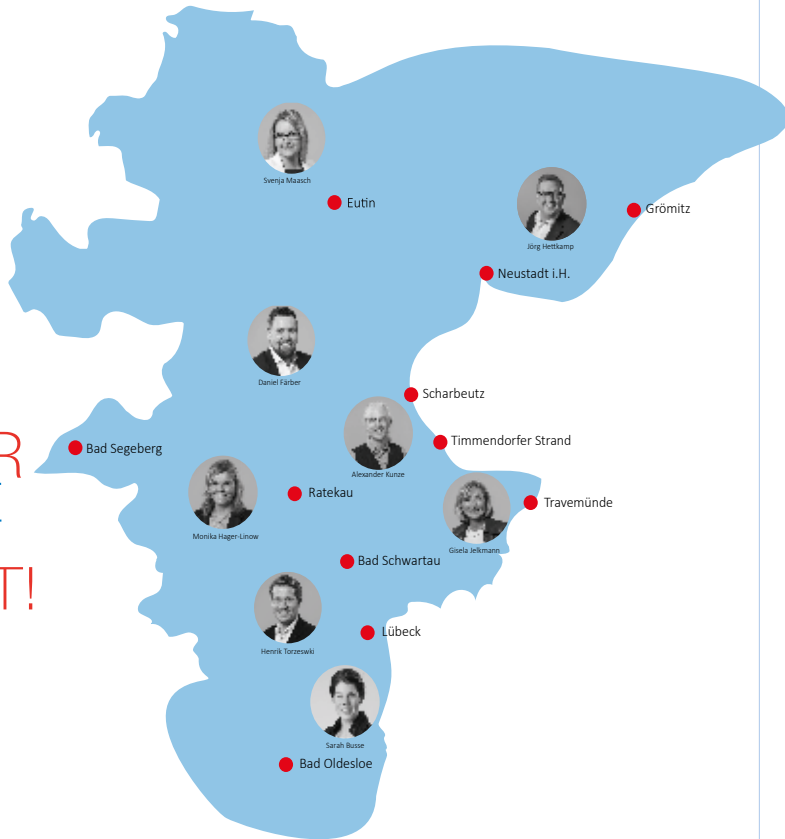 Svenja Maasch
Eutin
Grömitz
Jörg Hettkamp
Neustadt i.H.
Daniel Färber
Scharbeutz
R
Timmendorfer Strand
Bad Segeberg
Alexander Kunze
Ratekau
Travemünde
Monika Hager-Linow
Gisela Jelkmann
Bad Schwartau
T!
Lübeck
Henrik Torzeswki
Sarah Busse
Bad Oldesloe